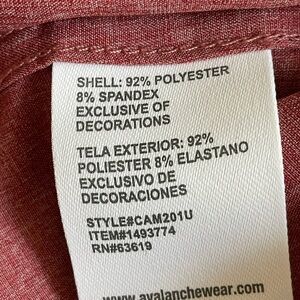 SHELL: 92% POLYESTER
8% SPANDEX
EXCLUSIVE OF
DECORATIONS
TELA EXTERIOR: 92%
POLIESTER 8% ELASTANO
EXCLUSIVO DE
DECORACIONES
STYLE#CAM201U
ITEM#1493774
RN#63619
www.avalanchewear.com